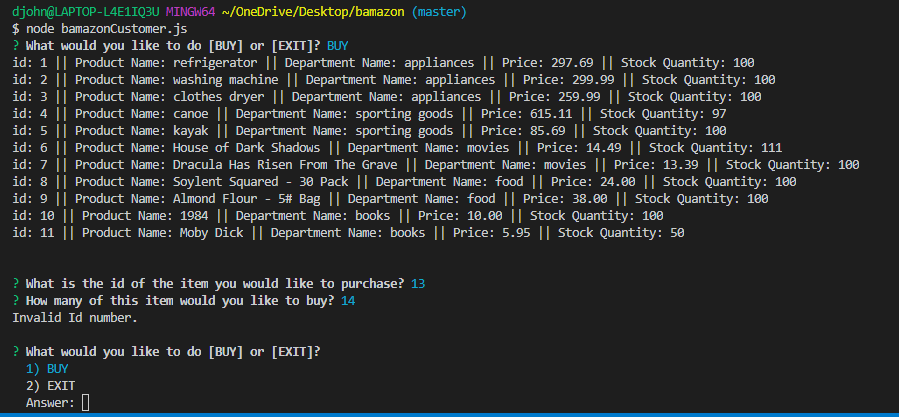 djohn@LAPTOP-L4E1IQ3U MINGW64 ~/OneDrive/Desktop/bamazon (master)
$ node bamazonCustomer.js
? What would you like to do [BUY] or [EXIT]? BUY
id: 1 || Product Name: refrigerator || Department Name: appliances || Price: 297.69 || Stock Quantity: 100
id: 2 || Product Name: washing machine || Department Name: appliances || Price: 299.99 || Stock Quantity: 100
id: 3 || Product Name: clothes dryer || Department Name: appliances || Price: 259.99 || Stock Quantity: 100
id: 4 || Product Name: canoe || Department Name: sporting goods || Price: 615.11 || Stock Quantity: 97
id: 5 || Product Name: kayak || Department Name: sporting goods || Price: 85.69 || Stock Quantity: 100
id: 6 || Product Name: House of Dark Shadows || Department Name: movies || Price: 14.49 || Stock Quantity: 111
id: 7 || Product Name: Dracula Has Risen From The Grave || Department Name: movies || Price: 13.39 || Stock Quantity: 100
id: 8 || Product Name: Soylent Squared - 30 Pack || Department Name: food || Price: 24.00 || Stock Quantity: 100
id: 9 || Product Name: Almond Flour - 5# Bag || Department Name: food || Price: 38.00 || Stock Quantity: 100
id: 10 || Product Name: 1984 || Department Name: books || Price: 10.00 || Stock Quantity: 100
id: 11 || Product Name: Moby Dick || Department Name: books || Price: 5.95 || Stock Quantity: 50
? What is the id of the item you would like to purchase? 13
? How many of this item would you like to buy? 14
Invalid Id number.
? What would you like to do [BUY] or [EXIT]?
1) BUY
2) EXIT
Answer: